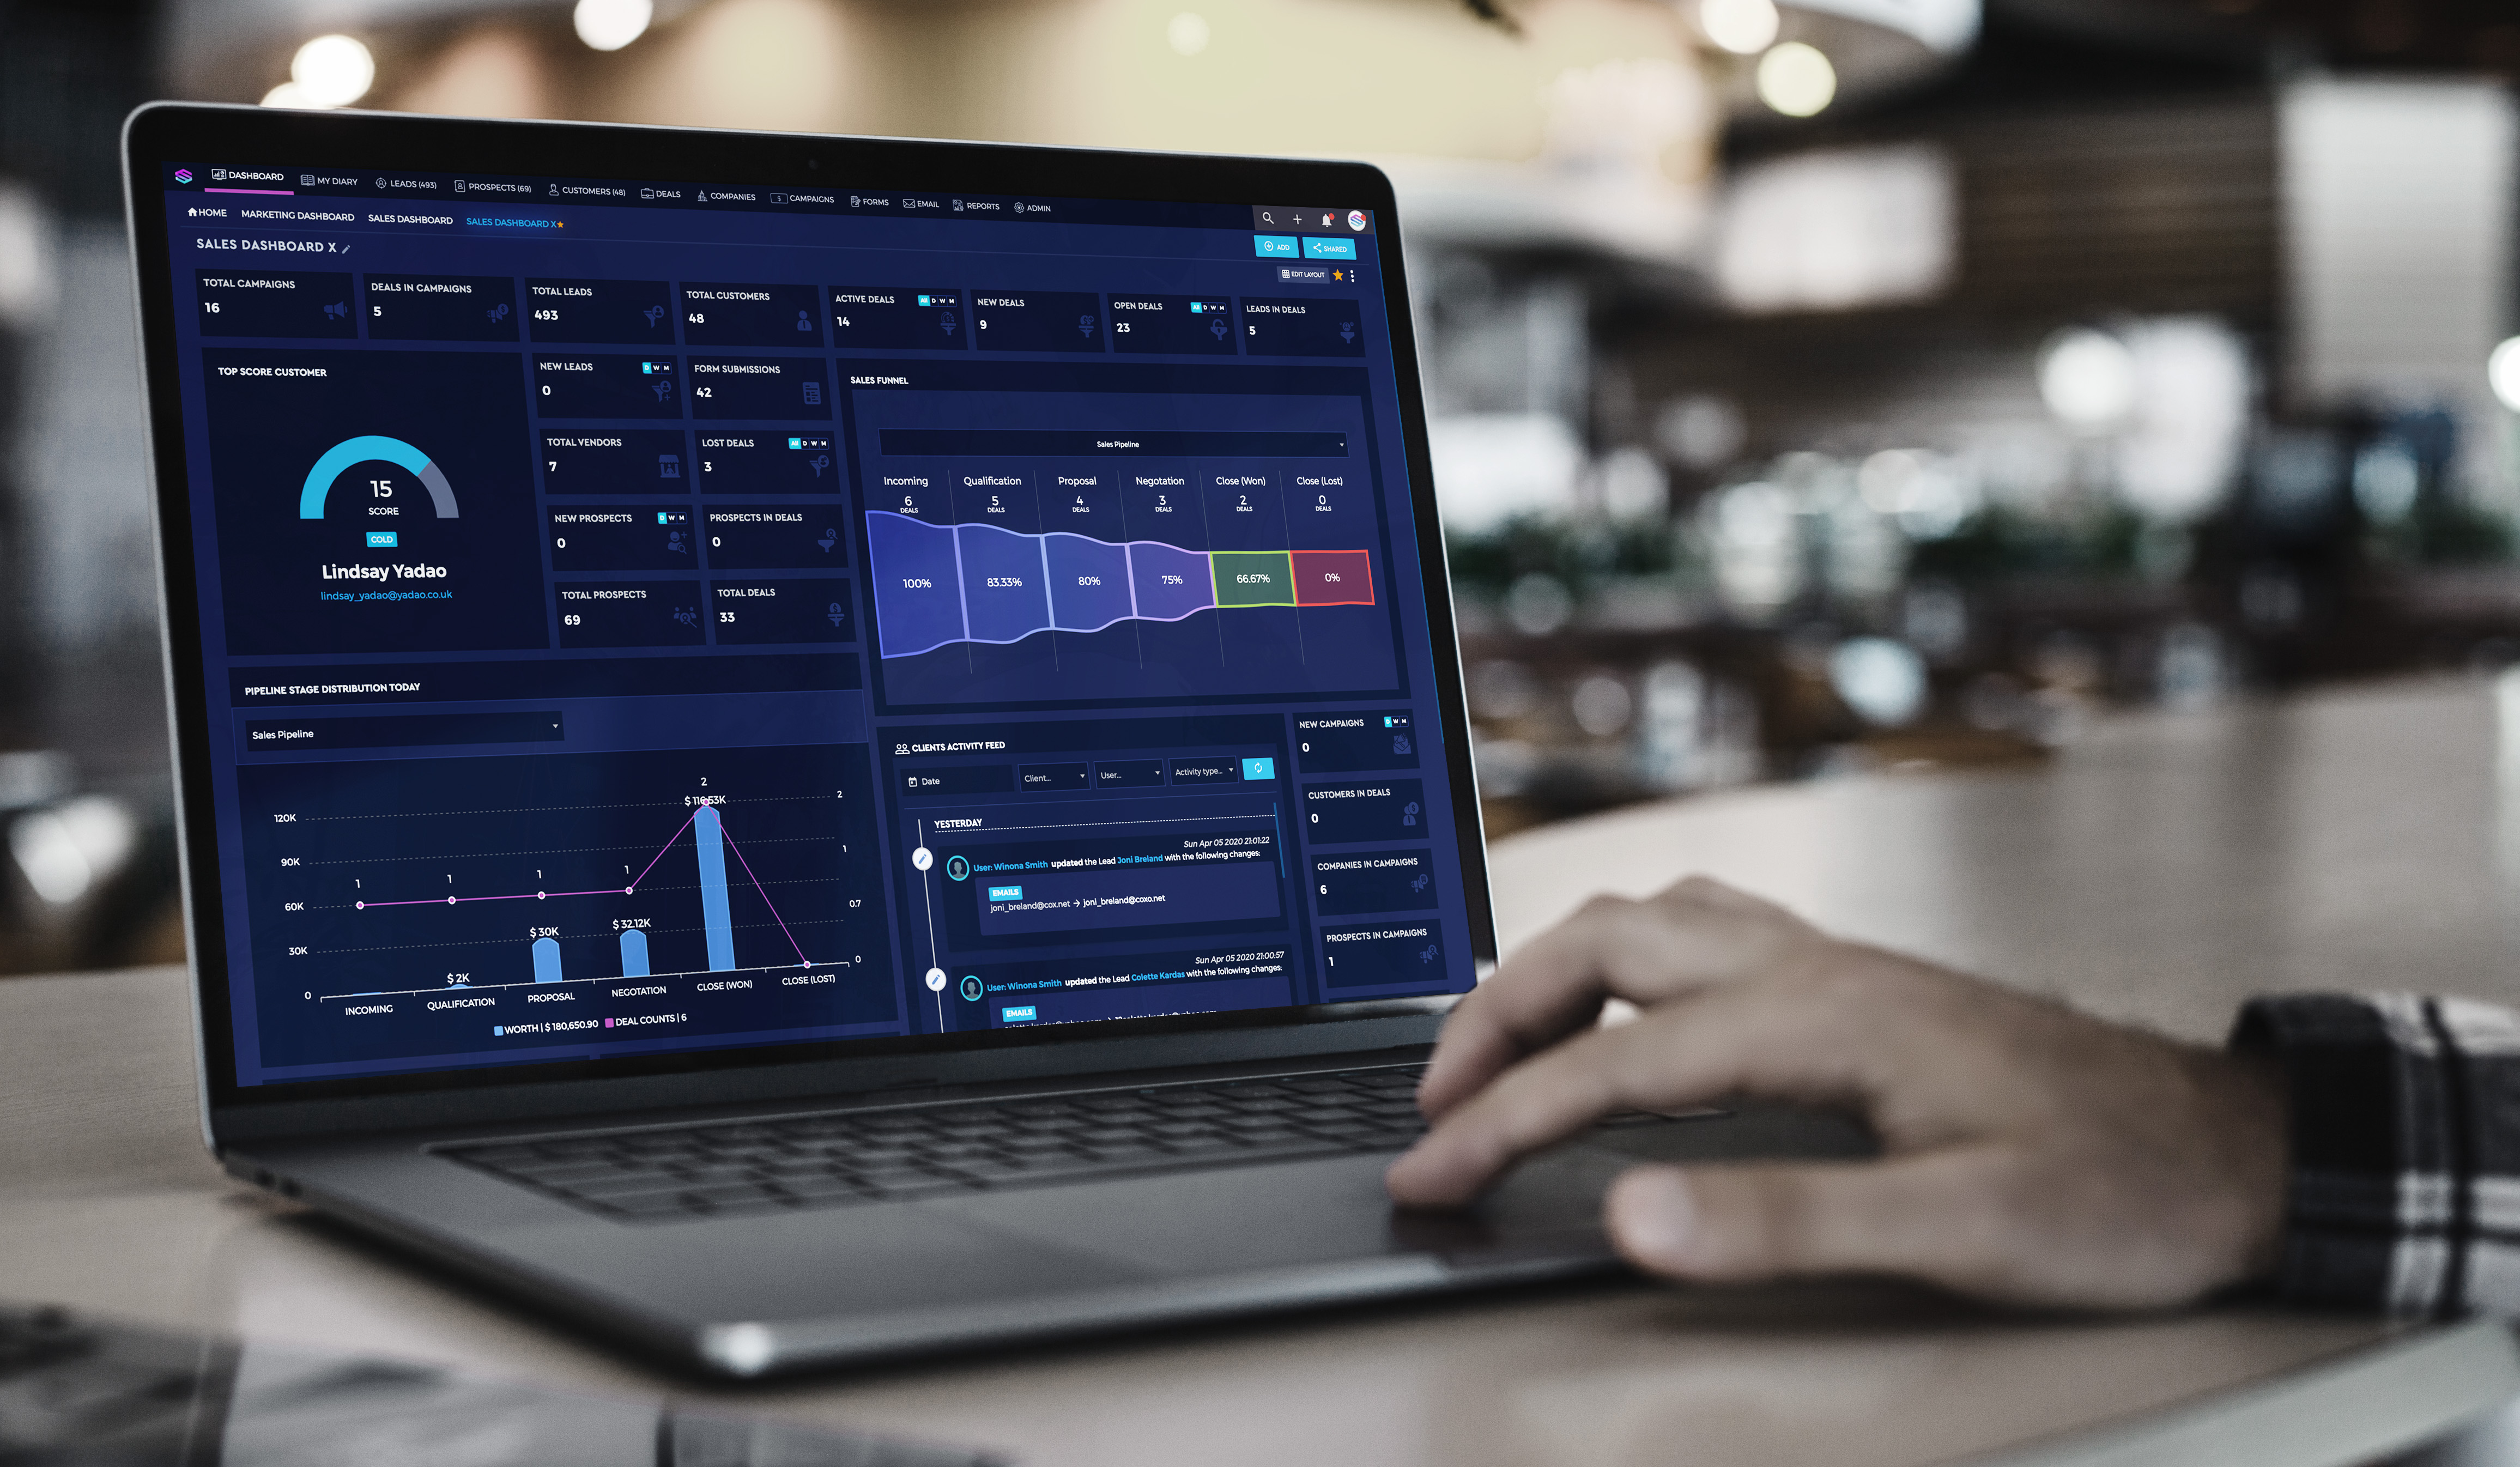 DASHBOARD MY DIARY LEADS (493) PROSPECTS (69) CUSTOMERS (48) DEALS COMPANIES CAMPAIGNS FORMS EMAIL REPORTS ADMIN
HOME MARKETING DASHBOARD SALES DASHBOARD SALES DASHBOARD X
SALES DASHBOARD X
ADD SHARED
EDIT LAYOUT
TOTAL CAMPAIGNS
16
DEALS IN CAMPAIGNS
5
TOTAL LEADS
493
TOTAL CUSTOMERS
48
ACTIVE DEALS All D W M
14
NEW DEALS
9
OPEN DEALS All D W M
23
LEADS IN DEALS
5
TOP SCORE CUSTOMER
15
SCORE
COLD
Lindsay Yadao
lindsay_yadao@yadao.co.uk
NEW LEADS D W M
0
FORM SUBMISSIONS
42
TOTAL VENDORS
7
LOST DEALS All D W M
3
NEW PROSPECTS D W M
0
PROSPECTS IN DEALS
0
TOTAL PROSPECTS
69
TOTAL DEALS
33
SALES FUNNEL
Sales Pipeline
Incoming Qualification Proposal Negotation Close (Won) Close (Lost)
6 5 4 3 2 0
DEALS DEALS DEALS DEALS DEALS DEALS
100% 83.33% 80% 75% 66.67% 0%
PIPELINE STAGE DISTRIBUTION TODAY
Sales Pipeline
2
$ 116.53K
120K 2
90K 1
1 1 1 1
60K 0.7
$ 30K $ 32.12K
30K
$ 2K
0 0
INCOMING QUALIFICATION PROPOSAL NEGOTATION CLOSE (WON) CLOSE (LOST)
WORTH | $ 180,650.90 DEAL COUNTS | 6
CLIENTS ACTIVITY FEED
Date Client... User... Activity type...
YESTERDAY
Sun Apr 05 2020 21:01:22
User: Winona Smith updated the Lead Joni Breland with the following changes:
EMAILS
joni_breland@cox.net → joni_breland@coxo.net
Sun Apr 05 2020 21:00:57
User: Winona Smith updated the Lead Colette Kardas with the following changes:
EMAILS
NEW CAMPAIGNS D W M
0
CUSTOMERS IN DEALS
0
COMPANIES IN CAMPAIGNS
6
PROSPECTS IN CAMPAIGNS
1